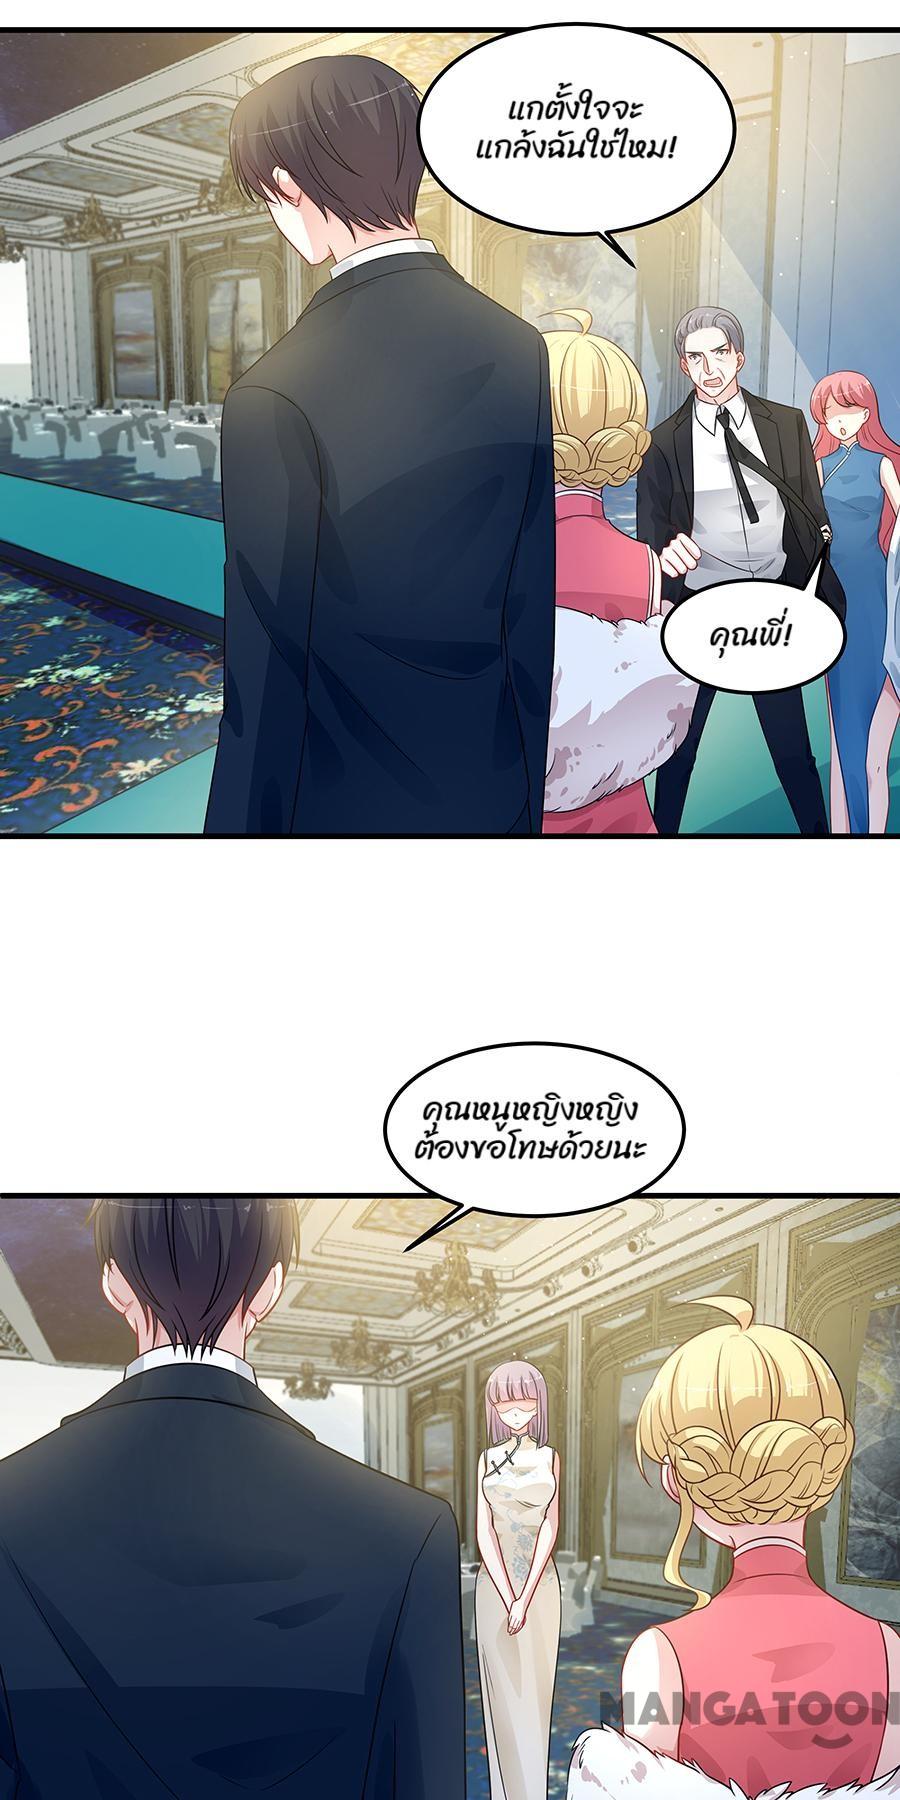 แกตั้งใจจะ
แกล้งฉันใช่ไหม!
คุณพี่!
คุณหนูหญิงหญิง
ต้องขอโทษด้วยนะ
MANGATOON